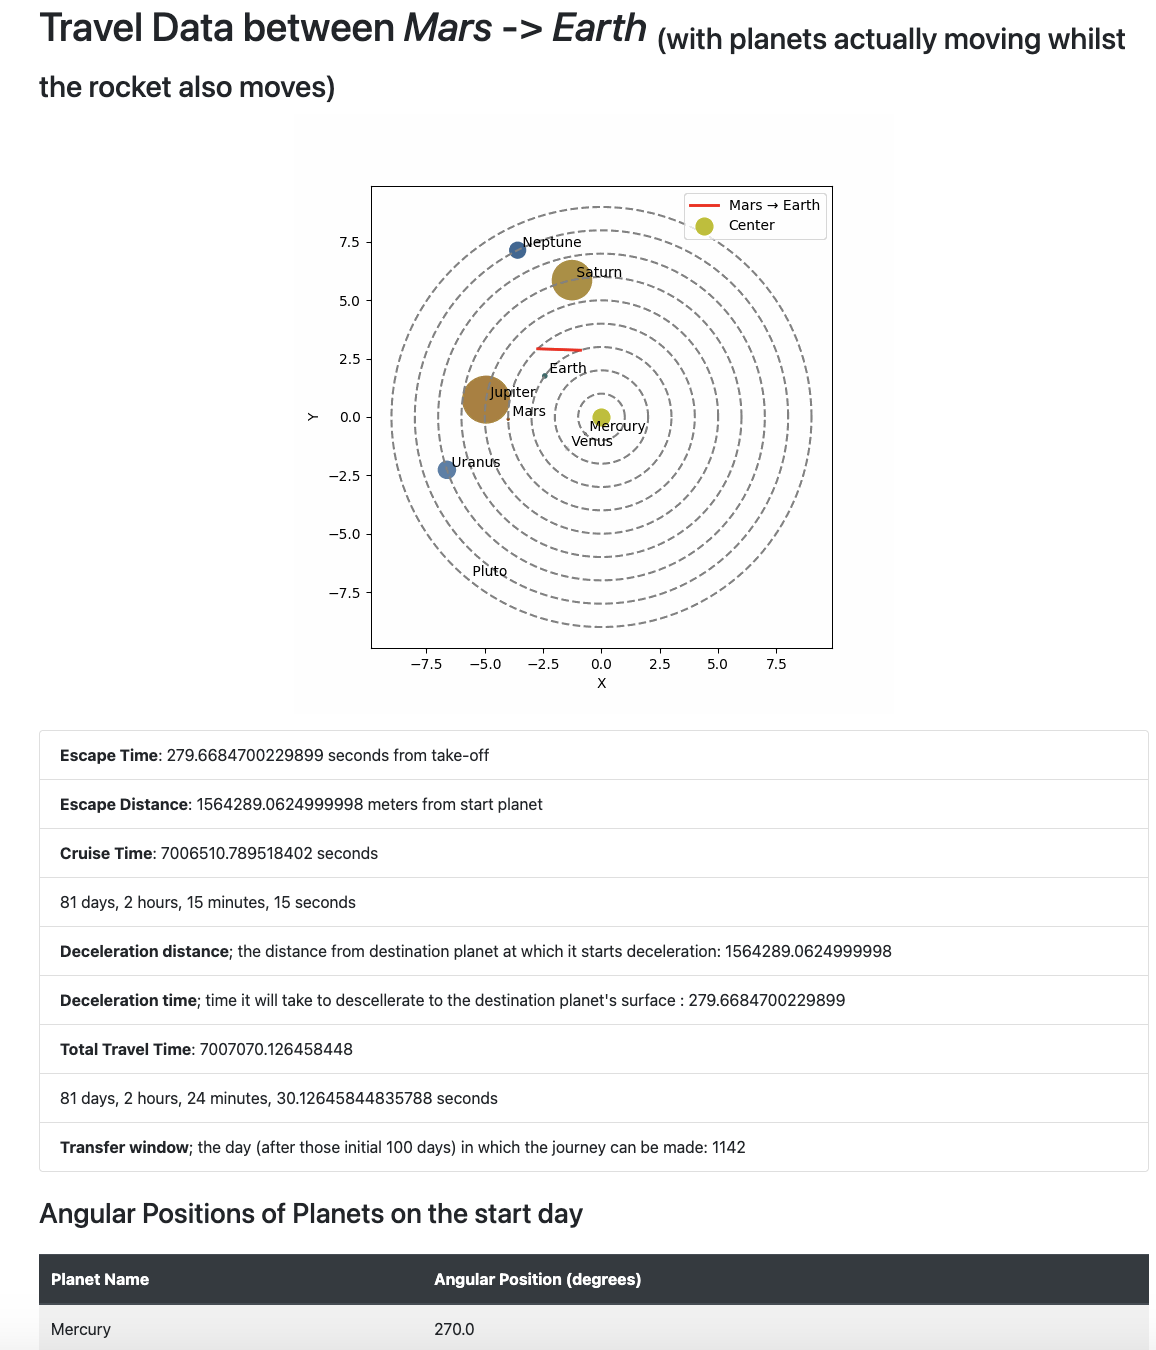 Travel Data between Mars -> Earth (with planets actually moving whilst
the rocket also moves)
Mars → Earth
Center
7.5
5.0
2.5
0.0
−2.5
−5.0
−7.5
Y
Neptune
Saturn
Earth
Jupiter
Mars
Mercury
Venus
Uranus
Pluto
−7.5 −5.0 −2.5 0.0 2.5 5.0 7.5
X
Escape Time: 279.6684700229899 seconds from take-off
Escape Distance: 1564289.0624999998 meters from start planet
Cruise Time: 7006510.789518402 seconds
81 days, 2 hours, 15 minutes, 15 seconds
Deceleration distance; the distance from destination planet at which it starts deceleration: 1564289.0624999998
Deceleration time; time it will take to descellerate to the destination planet's surface : 279.6684700229899
Total Travel Time: 7007070.126458448
81 days, 2 hours, 24 minutes, 30.12645844835788 seconds
Transfer window; the day (after those initial 100 days) in which the journey can be made: 1142
Angular Positions of Planets on the start day
Planet Name Angular Position (degrees)
Mercury 270.0